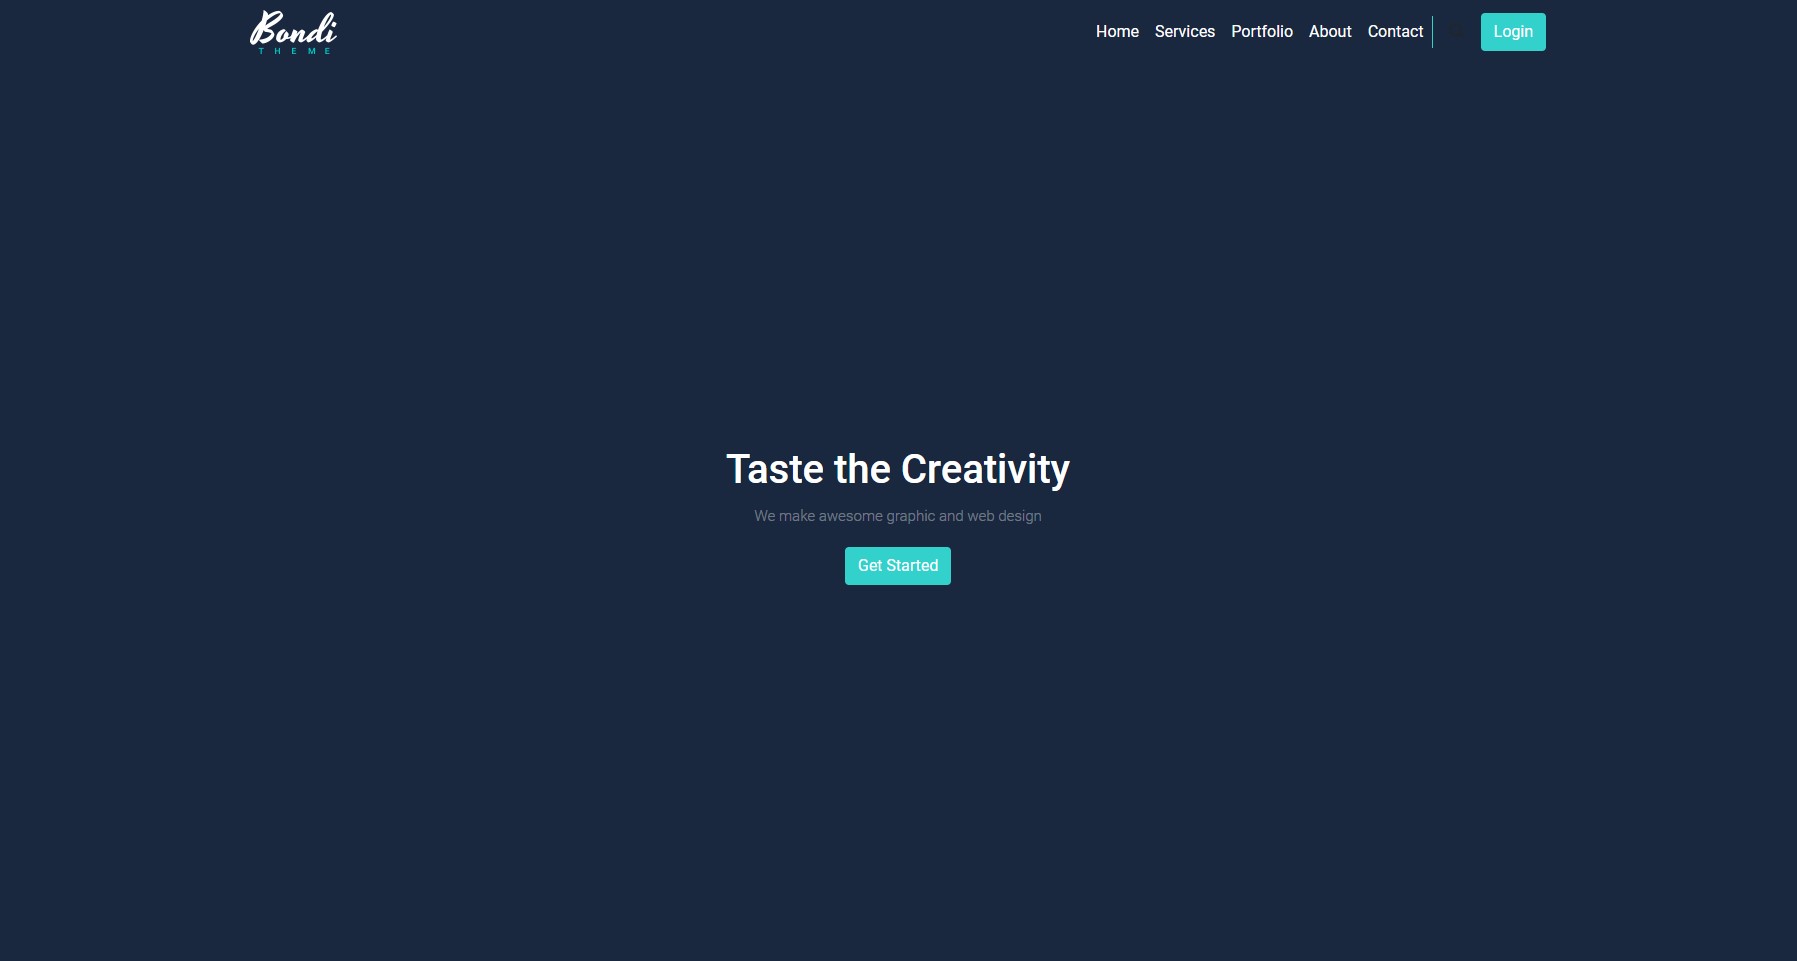 Bondi
THEME
Home Services Portfolio About Contact Login
Taste the Creativity
We make awesome graphic and web design
Get Started